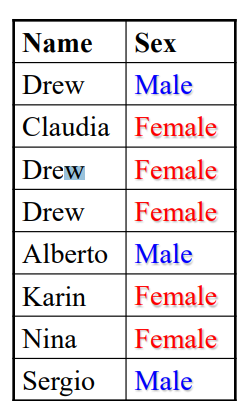 Name Sex
Drew Male
Claudia Female
Drew Female
Drew Female
Alberto Male
Karin Female
Nina Female
Sergio Male